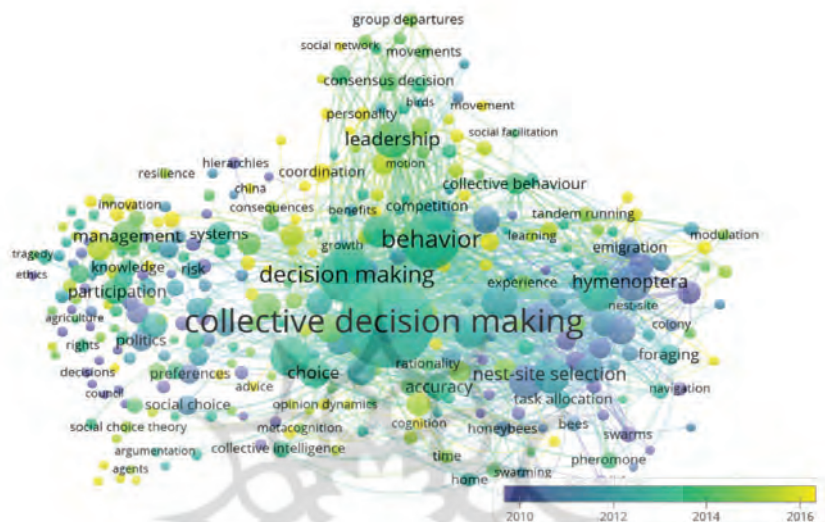 group departures
social network
movements
consensus decision
birds
movement
personality
leadership
social facilitation
motion
hierarchies
resilience
coordination
china
collective behaviour
innovation
consequences
benefits
competition
tandem running
management
systems
behavior
learning
modulation
growth
emigration
tragedy
knowledge
risk
decision making
experience
hymenoptera
ethics
participation
nest-site
agriculture
collective decision making
colony
rights
politics
foraging
decisions
preferences
choice
rationality
nest-site selection
council
advice
accuracy
navigation
social choice
opinion dynamics
task allocation
social choice theory
metacognition
cognition
honeybees
bees
swarms
argumentation
collective intelligence
time
pheromone
agents
home
swarming
2010
2012
2014
2016